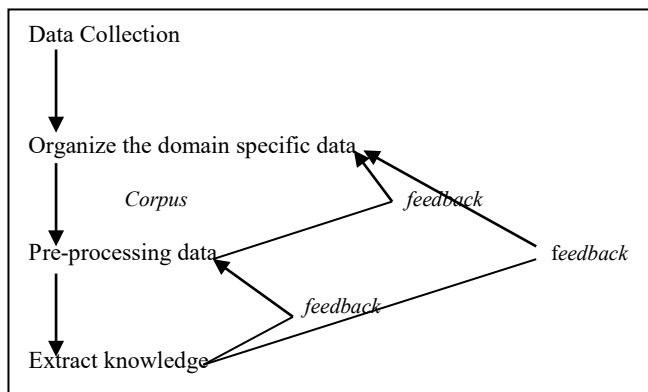 Data Collection
Organize the domain specific data
Corpus
feedback
Pre-processing data
feedback
feedback
Extract knowledge